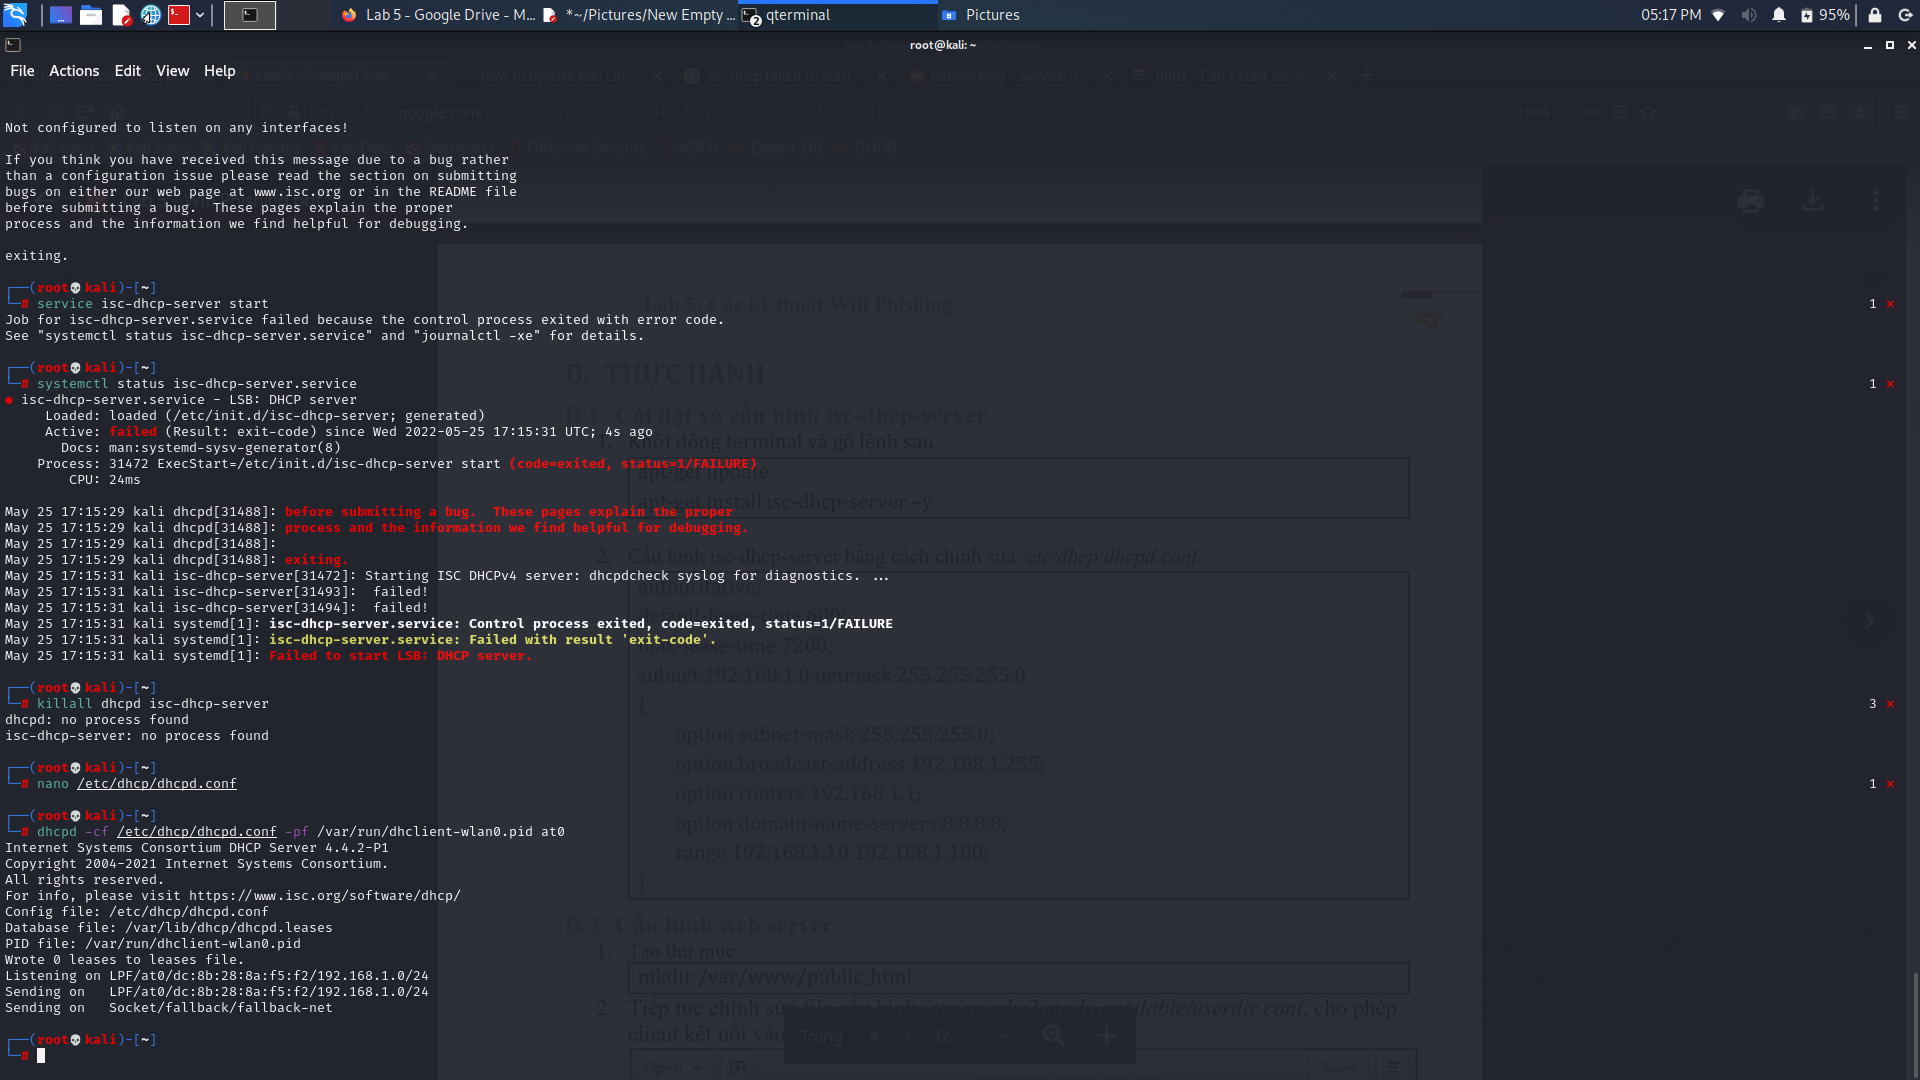 Lab 5 - Google Drive - M...
*~/Pictures/New Empty ...
2
qterminal
Pictures
05:17 PM
95%
root@kali: ~
File Actions Edit View Help
Not configured to listen on any interfaces!
If you think you have received this message due to a bug rather
than a configuration issue please read the section on submitting
bugs on either our web page at www.isc.org or in the README file
before submitting a bug.  These pages explain the proper
process and the information we find helpful for debugging.
exiting.
┌──(root💀kali)-[~]
└─# service isc-dhcp-server start
1 ×
Job for isc-dhcp-server.service failed because the control process exited with error code.
See "systemctl status isc-dhcp-server.service" and "journalctl -xe" for details.
┌──(root💀kali)-[~]
└─# systemctl status isc-dhcp-server.service
1 ×
● isc-dhcp-server.service - LSB: DHCP server
Loaded: loaded (/etc/init.d/isc-dhcp-server; generated)
Active: failed (Result: exit-code) since Wed 2022-05-25 17:15:31 UTC; 4s ago
Docs: man:systemd-sysv-generator(8)
Process: 31472 ExecStart=/etc/init.d/isc-dhcp-server start (code=exited, status=1/FAILURE)
CPU: 24ms
May 25 17:15:29 kali dhcpd[31488]: before submitting a bug.  These pages explain the proper
May 25 17:15:29 kali dhcpd[31488]: process and the information we find helpful for debugging.
May 25 17:15:29 kali dhcpd[31488]:
May 25 17:15:29 kali dhcpd[31488]: exiting.
May 25 17:15:31 kali isc-dhcp-server[31472]: Starting ISC DHCPv4 server: dhcpdcheck syslog for diagnostics. ...
May 25 17:15:31 kali isc-dhcp-server[31493]:  failed!
May 25 17:15:31 kali isc-dhcp-server[31494]:  failed!
May 25 17:15:31 kali systemd[1]: isc-dhcp-server.service: Control process exited, code=exited, status=1/FAILURE
May 25 17:15:31 kali systemd[1]: isc-dhcp-server.service: Failed with result 'exit-code'.
May 25 17:15:31 kali systemd[1]: Failed to start LSB: DHCP server.
┌──(root💀kali)-[~]
└─# killall dhcpd isc-dhcp-server
3 ×
dhcpd: no process found
isc-dhcp-server: no process found
┌──(root💀kali)-[~]
└─# nano /etc/dhcp/dhcpd.conf
1 ×
┌──(root💀kali)-[~]
└─# dhcpd -cf /etc/dhcp/dhcpd.conf -pf /var/run/dhclient-wlan0.pid at0
Internet Systems Consortium DHCP Server 4.4.2-P1
Copyright 2004-2021 Internet Systems Consortium.
All rights reserved.
For info, please visit https://www.isc.org/software/dhcp/
Config file: /etc/dhcp/dhcpd.conf
Database file: /var/lib/dhcp/dhcpd.leases
PID file: /var/run/dhclient-wlan0.pid
Wrote 0 leases to leases file.
Listening on LPF/at0/dc:8b:28:8a:f5:f2/192.168.1.0/24
Sending on   LPF/at0/dc:8b:28:8a:f5:f2/192.168.1.0/24
Sending on   Socket/fallback/fallback-net
┌──(root💀kali)-[~]
└─#
Lab 5: Các kỹ thuật Wifi Phishing
4
B. THỰC HÀNH
B.1 Cài đặt và cấu hình isc-dhcp-server
1. Khởi động terminal và gõ lệnh sau.
apt-get update
apt-get install isc-dhcp-server –y
2. Cấu hình isc-dhcp-server bằng cách chỉnh sửa /etc/dhcp/dhcpd.conf.
authoritative;
default-lease-time 600;
max-lease-time 7200;
subnet 192.168.1.0 netmask 255.255.255.0
{
option subnet-mask 255.255.255.0;
option broadcast-address 192.168.1.255;
option routers 192.168.1.1;
option domain-name-servers 8.8.8.8;
range 192.168.1.10 192.168.1.100;
}
B.2 Cấu hình web server
1. Tạo thư mục.
mkdir /var/www/public_html
2. Tiếp tục chỉnh sửa file cấu hình /etc/apache2/mods-available/userdir.conf, cho phép
client kết nối vào
Trang 4 / 12
Open
Save